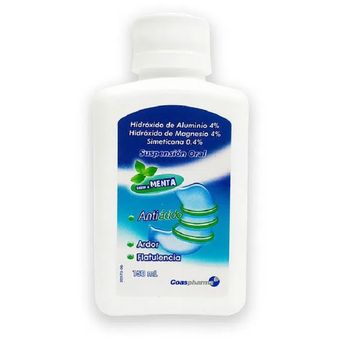 Hidróxido de Aluminio 4%
Hidróxido de Magnesio 4%
Simeticona 0.4%
Suspensión Oral
MENTA
Antiácido
Ardor
Flatulencia
150 mL
Coaspharma